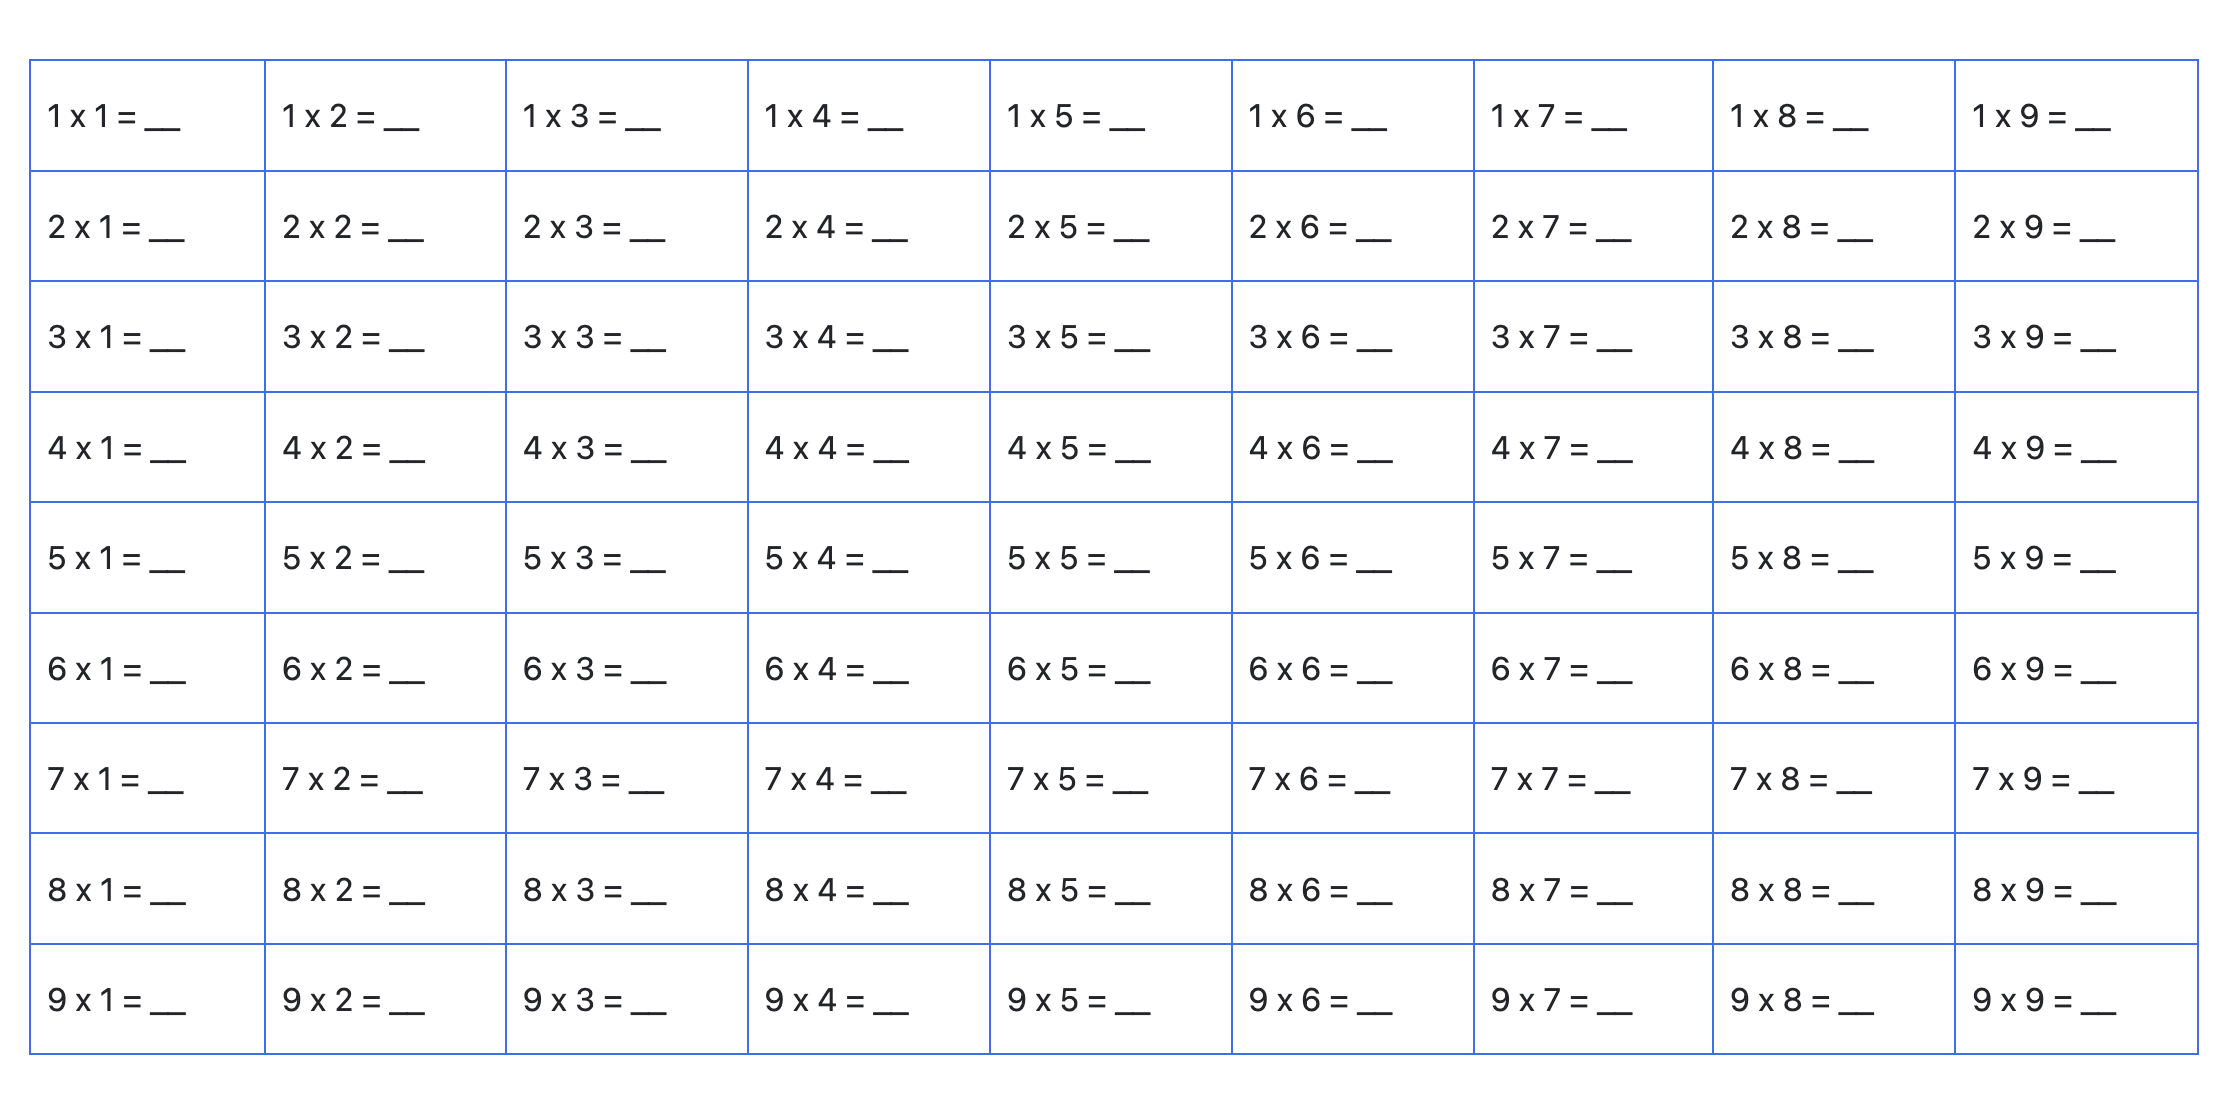 1 x 1 = __ 1 x 2 = __ 1 x 3 = __ 1 x 4 = __ 1 x 5 = __ 1 x 6 = __ 1 x 7 = __ 1 x 8 = __ 1 x 9 = __
2 x 1 = __ 2 x 2 = __ 2 x 3 = __ 2 x 4 = __ 2 x 5 = __ 2 x 6 = __ 2 x 7 = __ 2 x 8 = __ 2 x 9 = __
3 x 1 = __ 3 x 2 = __ 3 x 3 = __ 3 x 4 = __ 3 x 5 = __ 3 x 6 = __ 3 x 7 = __ 3 x 8 = __ 3 x 9 = __
4 x 1 = __ 4 x 2 = __ 4 x 3 = __ 4 x 4 = __ 4 x 5 = __ 4 x 6 = __ 4 x 7 = __ 4 x 8 = __ 4 x 9 = __
5 x 1 = __ 5 x 2 = __ 5 x 3 = __ 5 x 4 = __ 5 x 5 = __ 5 x 6 = __ 5 x 7 = __ 5 x 8 = __ 5 x 9 = __
6 x 1 = __ 6 x 2 = __ 6 x 3 = __ 6 x 4 = __ 6 x 5 = __ 6 x 6 = __ 6 x 7 = __ 6 x 8 = __ 6 x 9 = __
7 x 1 = __ 7 x 2 = __ 7 x 3 = __ 7 x 4 = __ 7 x 5 = __ 7 x 6 = __ 7 x 7 = __ 7 x 8 = __ 7 x 9 = __
8 x 1 = __ 8 x 2 = __ 8 x 3 = __ 8 x 4 = __ 8 x 5 = __ 8 x 6 = __ 8 x 7 = __ 8 x 8 = __ 8 x 9 = __
9 x 1 = __ 9 x 2 = __ 9 x 3 = __ 9 x 4 = __ 9 x 5 = __ 9 x 6 = __ 9 x 7 = __ 9 x 8 = __ 9 x 9 = __